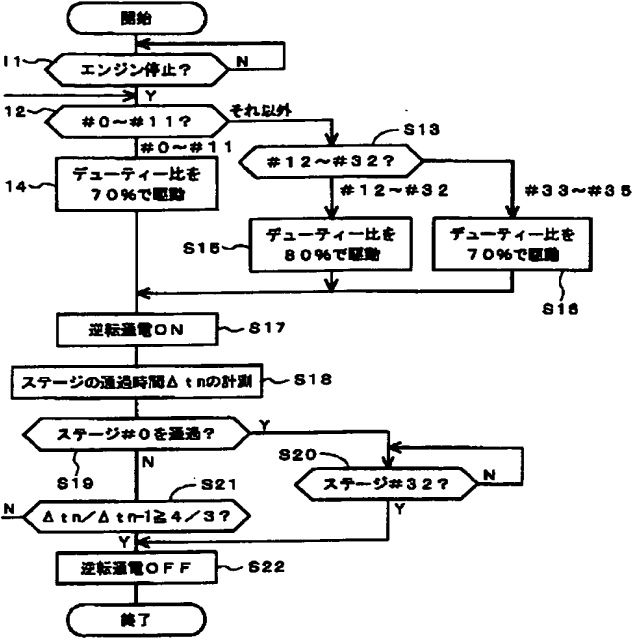 開始
11
エンジン停止?
N
Y
12
#0〜#11?
それ以外
S13
#0〜#11
#12〜#32?
14
デューティー比を
70%で駆動
#12〜#32
#33〜#35
S15
デューティー比を
80%で駆動
デューティー比を
70%で駆動
S16
逆転通電ON
S17
ステージの通過時間Δtnの計測
S18
ステージ#0を通過?
Y
S19
N
S20
ステージ#32?
N
S21
N
Δtn/Δtn-1≧4/3?
Y
Y
逆転通電OFF
S22
終了